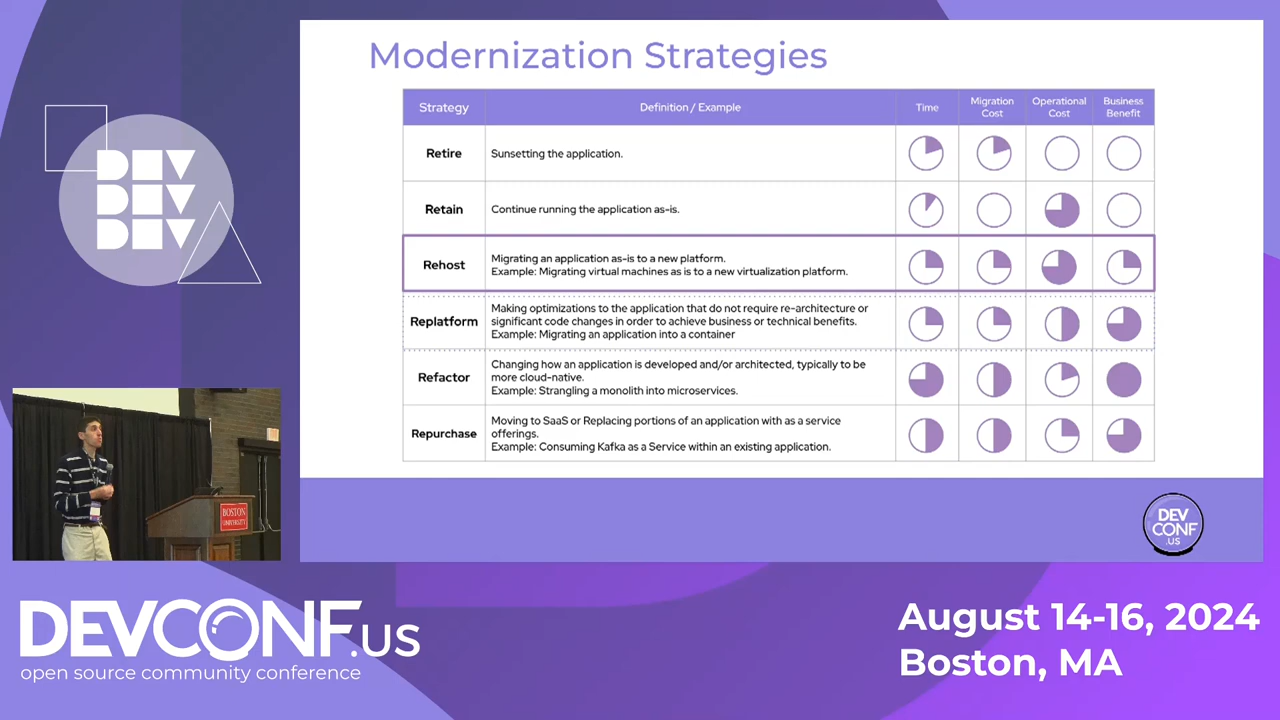 DEV
DEV
DEV
Modernization Strategies
Strategy
Definition / Example
Time
Migration
Cost
Operational
Cost
Business
Benefit
Retire
Sunsetting the application.
Retain
Continue running the application as-is.
Rehost
Migrating an application as-is to a new platform.
Example: Migrating virtual machines as is to a new virtualization platform.
Replatform
Making optimizations to the application that do not require re-architecture or
significant code changes in order to achieve business or technical benefits.
Example: Migrating an application into a container
Refactor
Changing how an application is developed and/or architected, typically to be
more cloud-native.
Example: Strangling a monolith into microservices.
Repurchase
Moving to SaaS or Replacing portions of an application with as a service
offerings.
Example: Consuming Kafka as a Service within an existing application.
BOSTON
UNIVERSITY
DEV
CONF
.US
DEVCONF.US
open source community conference
August 14-16, 2024
Boston, MA